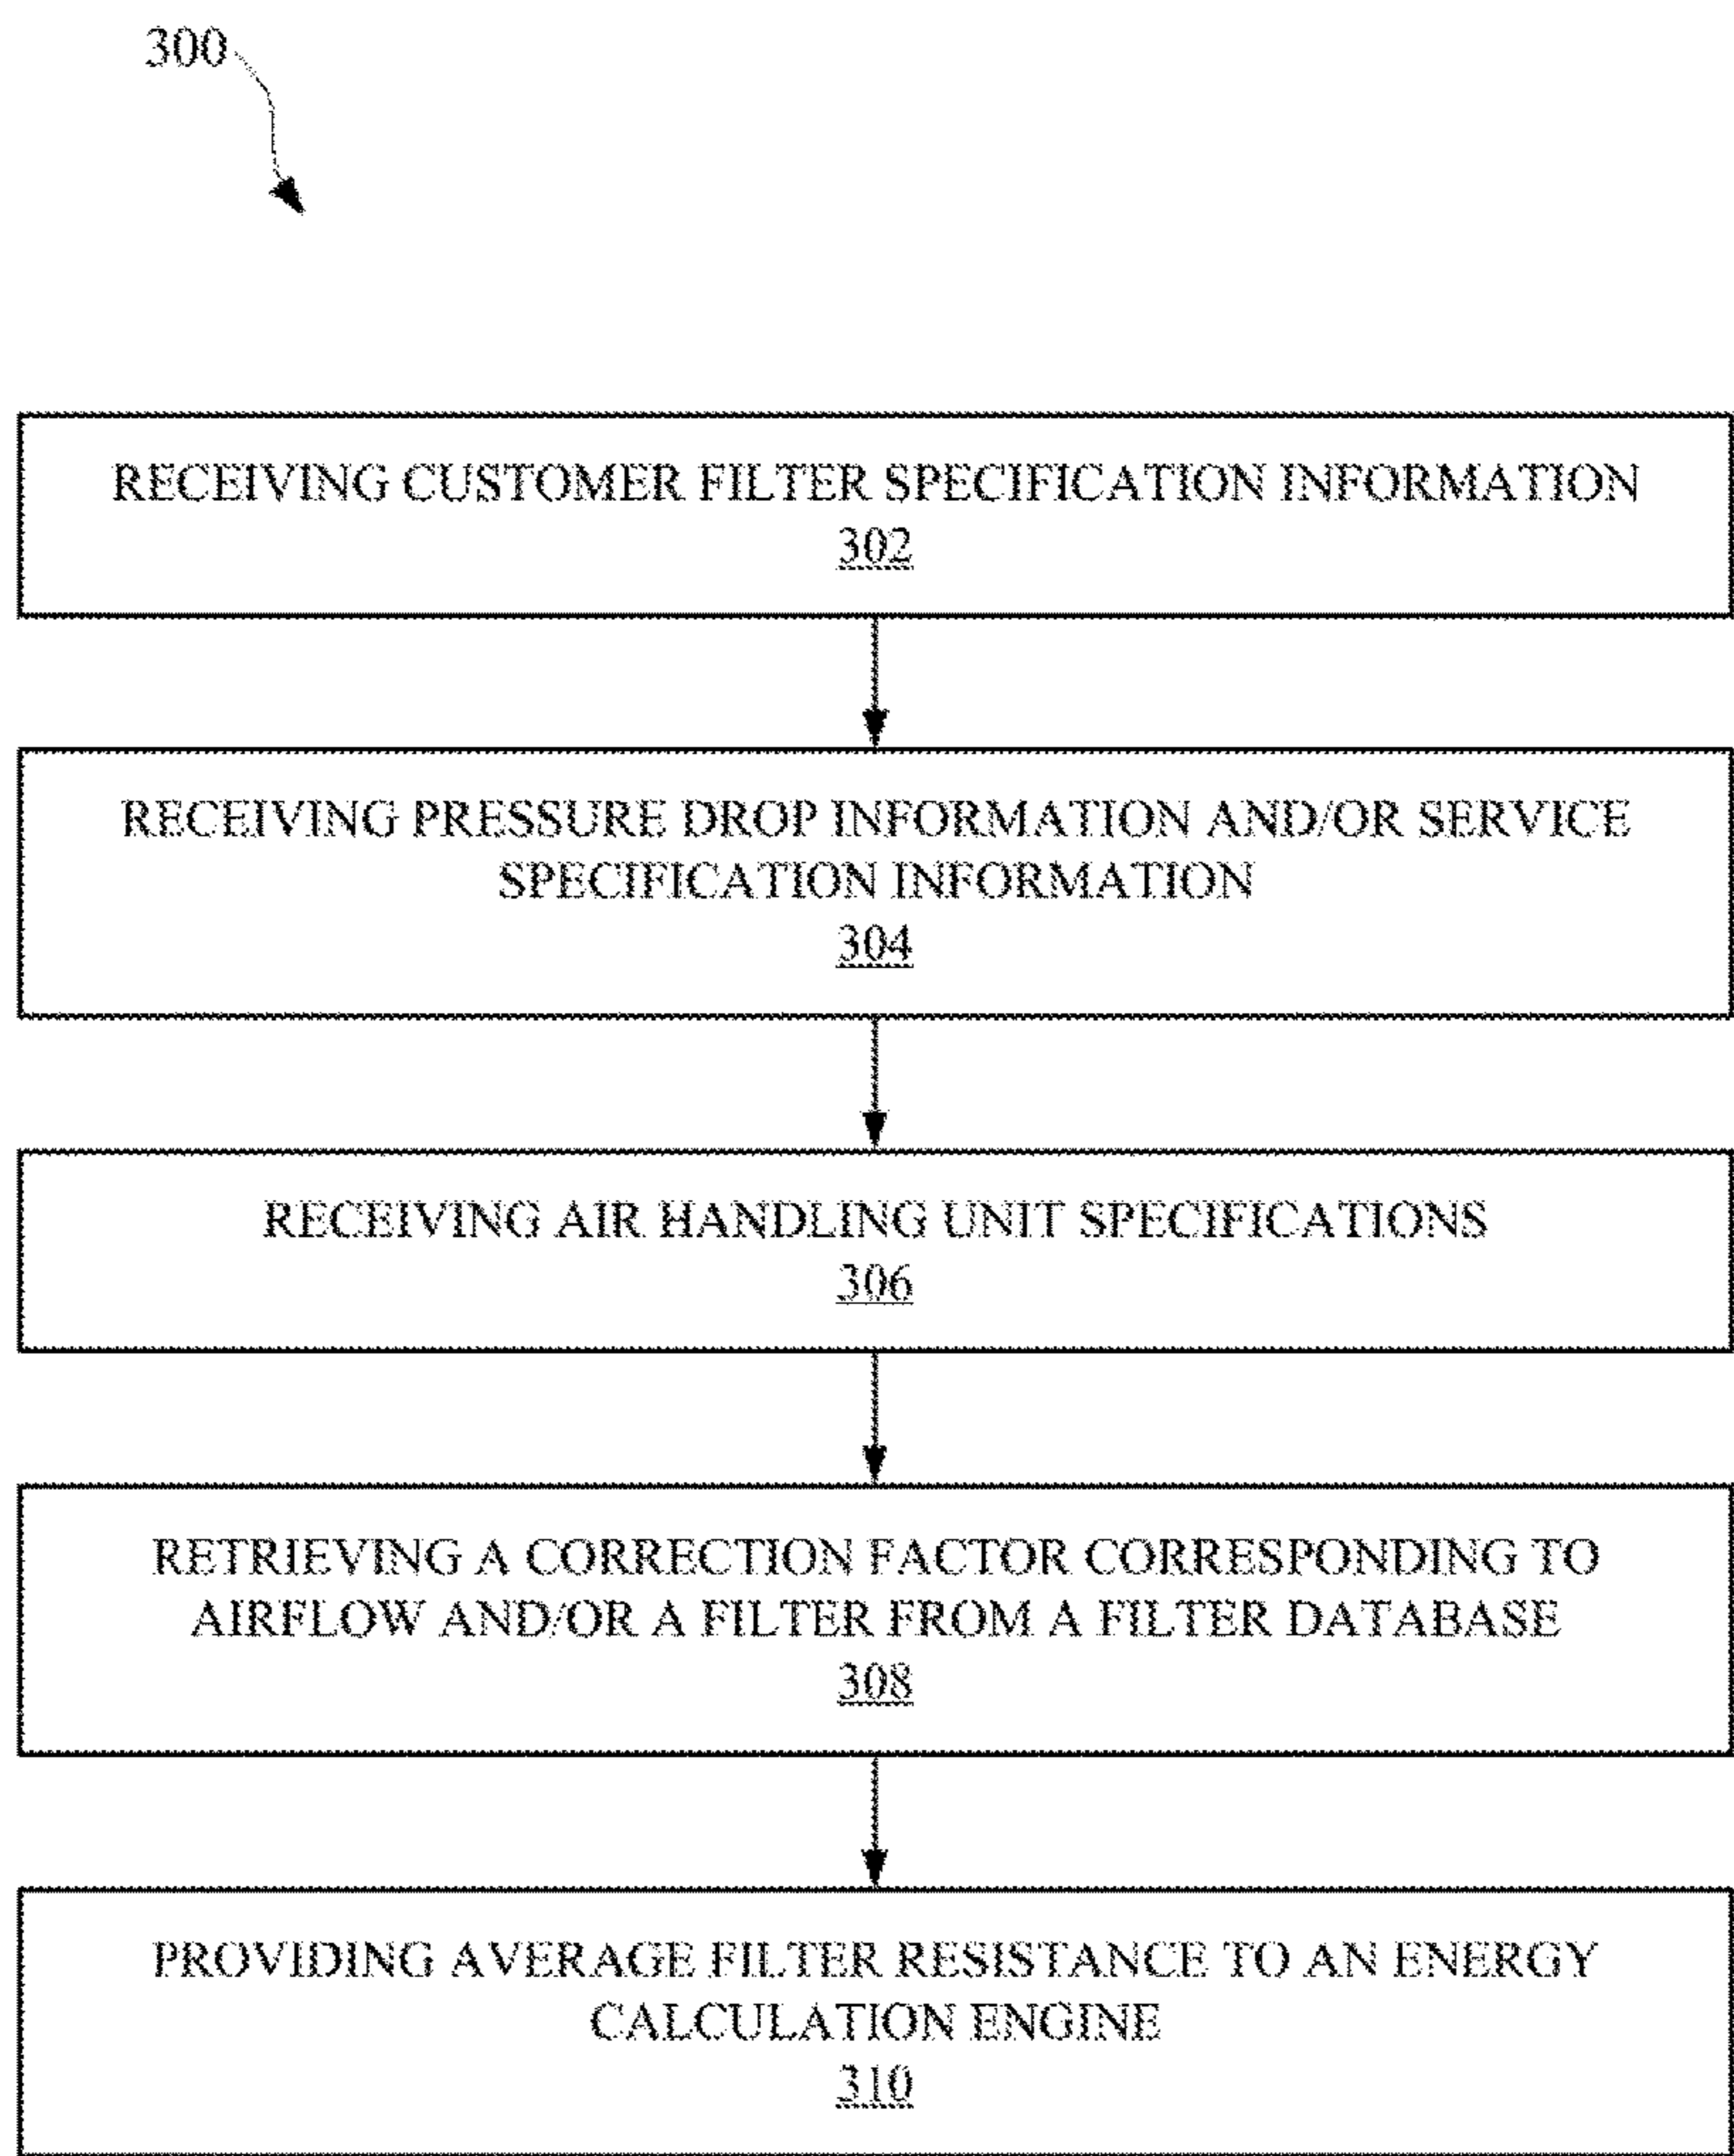 300
RECEIVING CUSTOMER FILTER SPECIFICATION INFORMATION
302
RECEIVING PRESSURE DROP INFORMATION AND/OR SERVICE
SPECIFICATION INFORMATION
304
RECEIVING AIR HANDLING UNIT SPECIFICATIONS
306
RETRIEVING A CORRECTION FACTOR CORRESPONDING TO
AIRFLOW AND/OR A FILTER FROM A FILTER DATABASE
308
PROVIDING AVERAGE FILTER RESISTANCE TO AN ENERGY
CALCULATION ENGINE
310